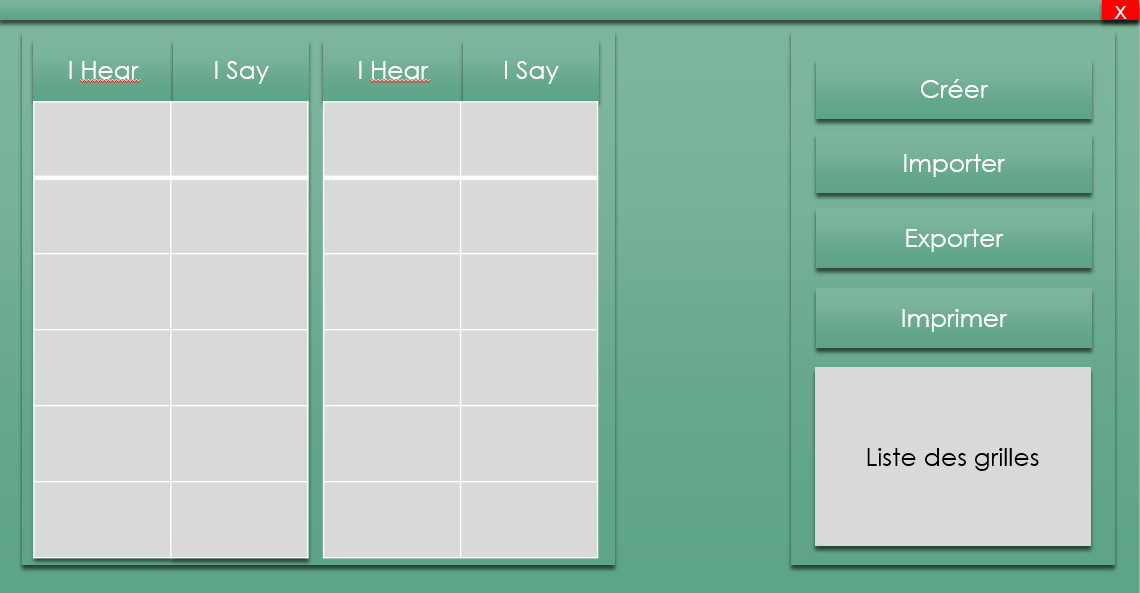 X
I Hear
I Say
I Hear
I Say
Créer
Importer
Exporter
Imprimer
Liste des grilles